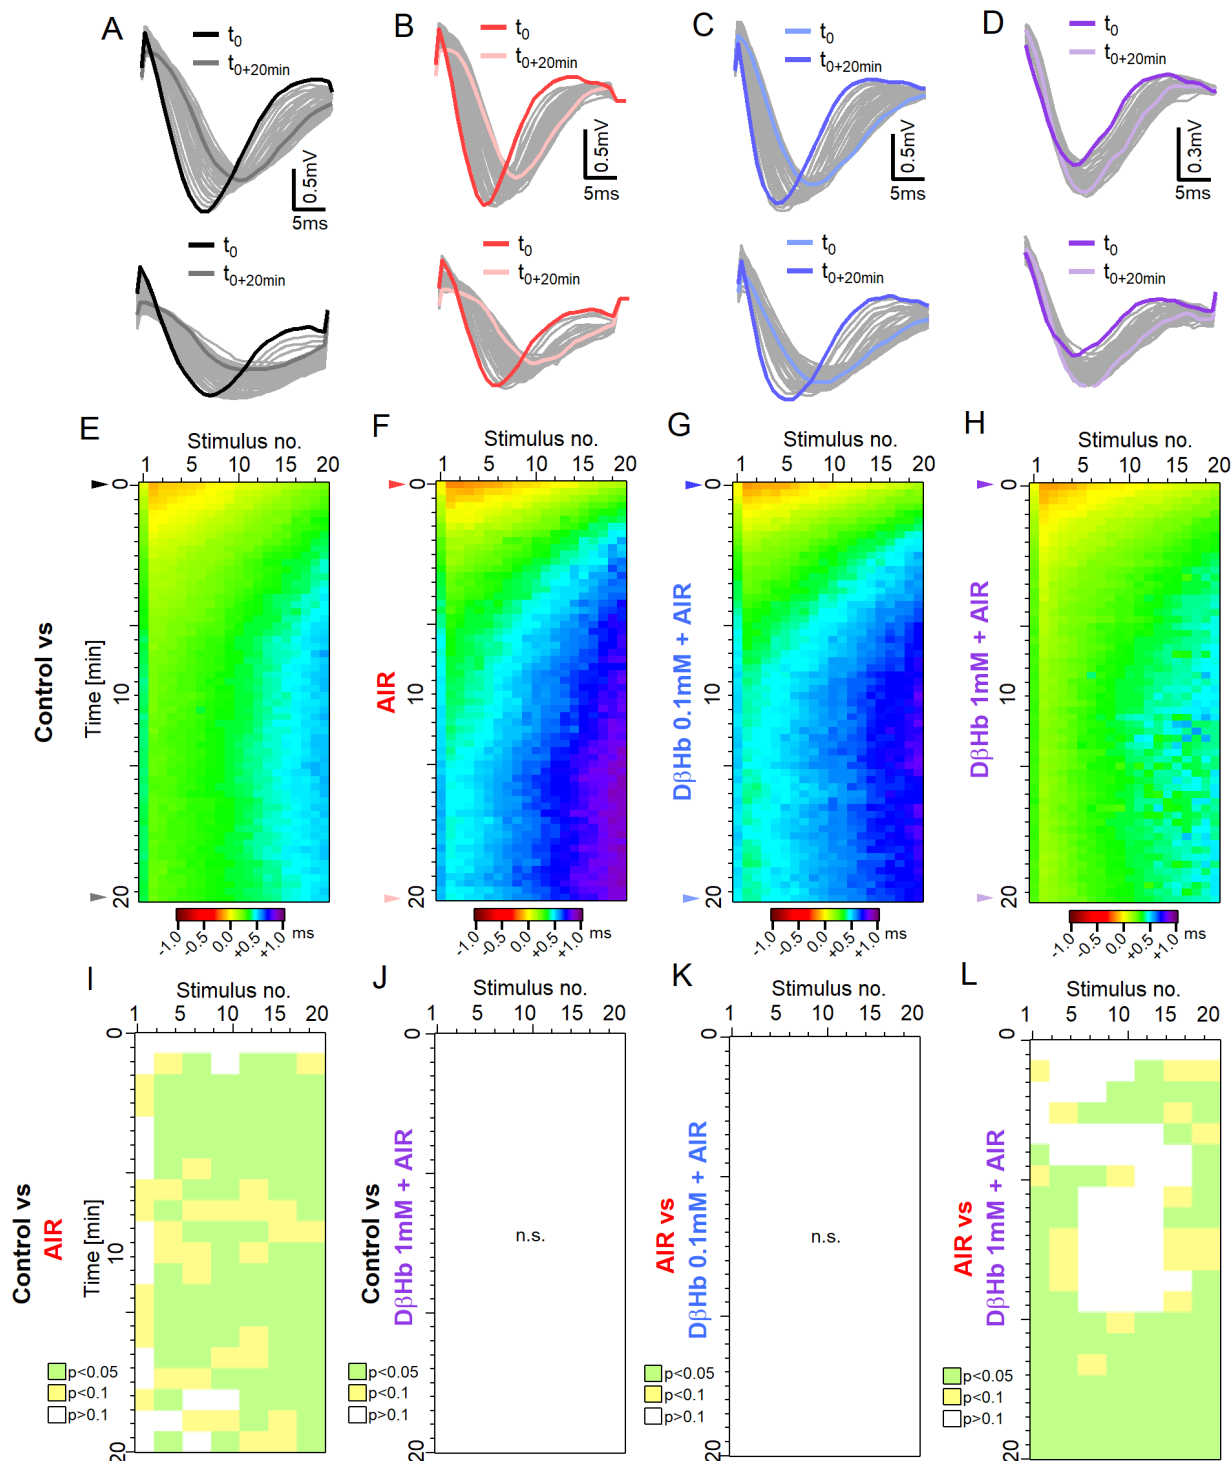 A
t0
t0+20min
0.5mV
5ms
t0
t0+20min
B
t0
t0+20min
0.5mV
5ms
t0
t0+20min
C
t0
t0+20min
0.5mV
5ms
t0
t0+20min
D
t0
t0+20min
0.3mV
5ms
t0
t0+20min
E
Stimulus no.
1 5 10 15 20
Control vs
Time [min]
0
10
20
-1.0 -0.5 0.0 +0.5 +1.0 ms
F
Stimulus no.
1 5 10 15 20
AIR
0
10
20
-1.0 -0.5 0.0 +0.5 +1.0 ms
G
Stimulus no.
1 5 10 15 20
DβHb 0.1mM + AIR
0
10
20
-1.0 -0.5 0.0 +0.5 +1.0 ms
H
Stimulus no.
1 5 10 15 20
DβHb 1mM + AIR
0
10
20
-1.0 -0.5 0.0 +0.5 +1.0 ms
I
Stimulus no.
1 5 10 15 20
Control vs
AIR
Time [min]
0
10
20
p<0.05
p<0.1
p>0.1
J
Stimulus no.
1 5 10 15 20
Control vs
DβHb 1mM + AIR
0
n.s.
20
p<0.05
p<0.1
p>0.1
K
Stimulus no.
1 5 10 15 20
AIR vs
DβHb 0.1mM + AIR
0
n.s.
20
p<0.05
p<0.1
p>0.1
L
Stimulus no.
1 5 10 15 20
AIR vs
DβHb 1mM + AIR
0
10
20
p<0.05
p<0.1
p>0.1